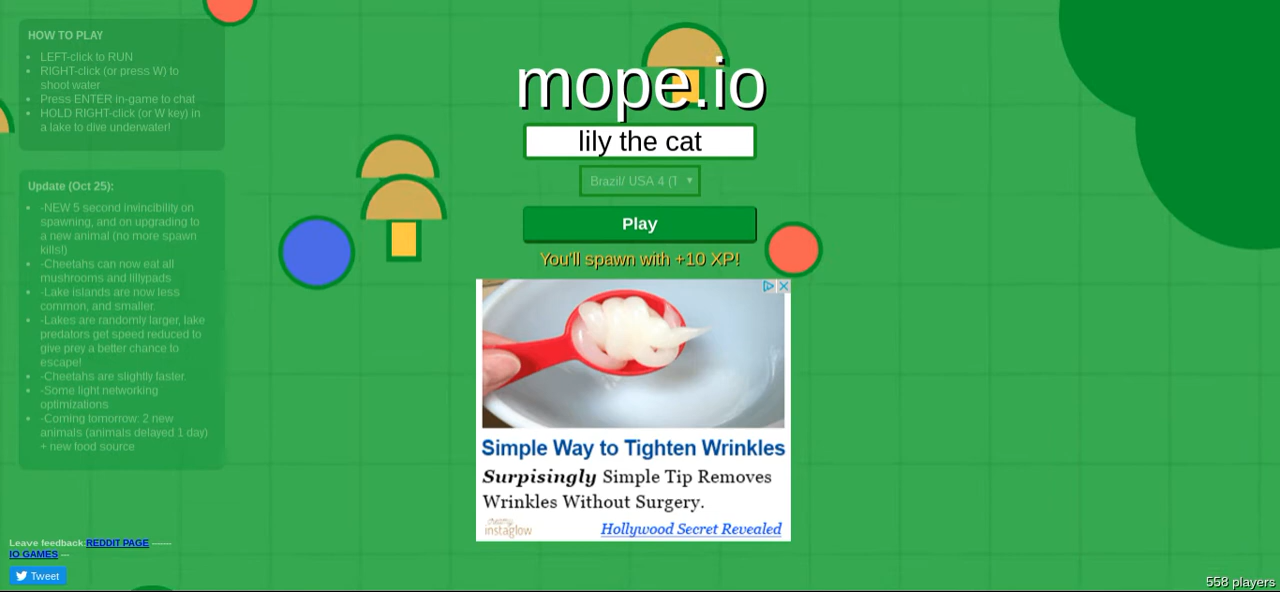 HOW TO PLAY
LEFT-click to RUN
RIGHT-click (or press W) to
shoot water
Press ENTER in-game to chat
HOLD RIGHT-click (or W key) in
a lake to dive underwater!
Update (Oct 25):
-NEW 5 second invincibility on
spawning, and on upgrading to
a new animal (no more spawn
kills!)
-Cheetahs can now eat all
mushrooms and lillypads
-Lake islands are now less
common, and smaller.
-Lakes are randomly larger, lake
predators get speed reduced to
give prey a better chance to
escape!
-Cheetahs are slightly faster.
-Some light networking
optimizations
-Coming tomorrow: 2 new
animals (animals delayed 1 day)
+ new food source
mope.io
lily the cat
Brazil/ USA 4 (1
Play
You'll spawn with +10 XP!
Simple Way to Tighten Wrinkles
Surpisingly Simple Tip Removes
Wrinkles Without Surgery.
instaglow
Hollywood Secret Revealed
Leave feedback REDDIT PAGE -------
IO GAMES ---
Tweet
558 players